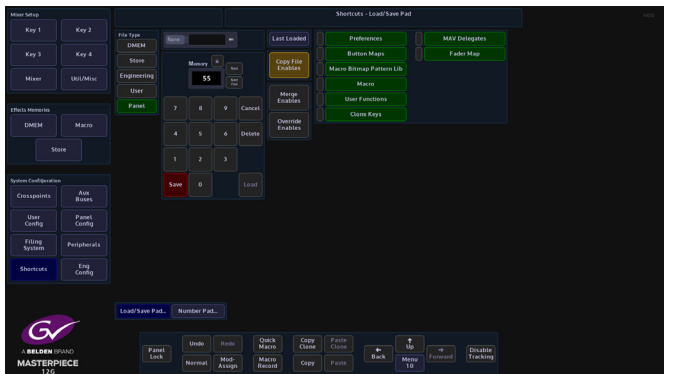 Mixer Setup
Shortcuts - Load/Save Pad
Key 1
Key 2
Key 3
Key 4
Mixer
Util/Misc
Effects Memories
DMEM
Macro
Store
System Configuration
Crosspoints
Aux Buses
User Config
Panel Config
Filing System
Peripherals
Shortcuts
Eng Config
File Type
DMEM
Store
Engineering
User
Panel
Name
Memory
55
7
8
9
Cancel
4
5
6
Delete
1
2
3
Save
0
Load
Last Loaded
Copy File Enables
Merge Enables
Override Enables
Preferences
MAV Delegates
Button Maps
Fader Map
Macro Bitmap Pattern Lib
Macro
User Functions
Clone Keys
Load/Save Pad...
Number Pad...
GV
A BELDEN BRAND
MASTERPIECE
12G
Panel Lock
Undo
Redo
Normal
Mod-Assign
Quick Macro
Macro Record
Copy Clone
Paste Clone
Copy
Paste
Back
Up
Menu 10
Forward
Disable Tracking